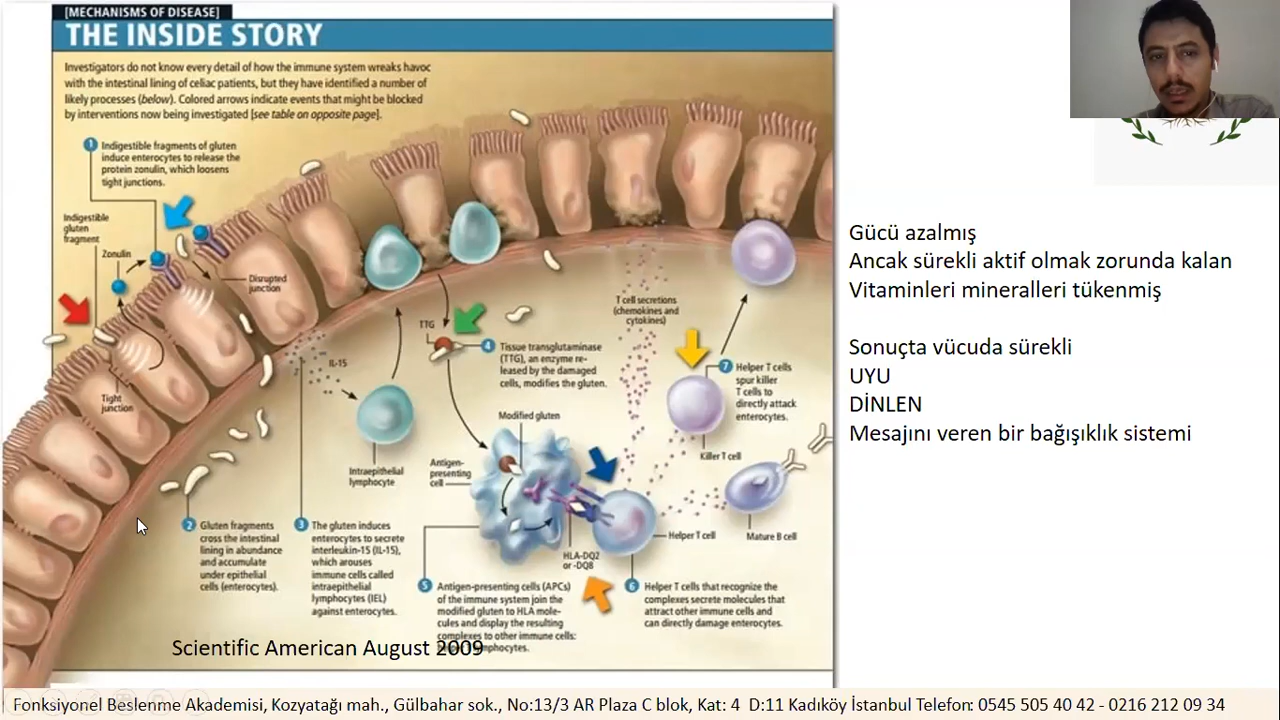 [MECHANISMS OF DISEASE]
THE INSIDE STORY
Investigators do not know every detail of how the immune system wreaks havoc
with the intestinal lining of celiac patients, but they have identified a number of
likely processes (below). Colored arrows indicate events that might be blocked
by interventions now being investigated [see table on opposite page].
1 Indigestible fragments of gluten
induce enterocytes to release the
protein zonulin, which loosens
tight junctions.
Indigestible
gluten
fragment
Zonulin
Disrupted
junction
Tight
junction
IL-15
Intraepithelial
lymphocyte
TTG
4 Tissue transglutaminase
(TTG), an enzyme re-
leased by the damaged
cells, modifies the gluten.
Modified gluten
Antigen-
presenting
cell
T cell secretions
(chemokines and
cytokines)
7 Helper T cells
spur killer
T cells to
directly attack
enterocytes.
Killer T cell
Helper T cell
Mature B cell
HLA-DQ2
or -DQ8
2 Gluten fragments
cross the intestinal
lining in abundance
and accumulate
under epithelial
cells (enterocytes).
3 The gluten induces
enterocytes to secrete
interleukin-15 (IL-15),
which arouses
immune cells called
intraepithelial
lymphocytes (IEL)
against enterocytes.
5 Antigen-presenting cells (APCs)
of the immune system join the
modified gluten to HLA mole-
cules and display the resulting
complexes to other immune cells:
lymphocytes.
6 Helper T cells that recognize the
complexes secrete molecules that
attract other immune cells and
can directly damage enterocytes.
Scientific American August 2009
Gücü azalmış
Ancak sürekli aktif olmak zorunda kalan
Vitaminleri mineralleri tükenmiş
Sonuçta vücuda sürekli
UYU
DİNLEN
Mesajını veren bir bağışıklık sistemi
Fonksiyonel Beslenme Akademisi, Kozyatağı mah., Gülbahar sok., No:13/3 AR Plaza C blok, Kat: 4 D:11 Kadıköy İstanbul Telefon: 0545 505 40 42 - 0216 212 09 34